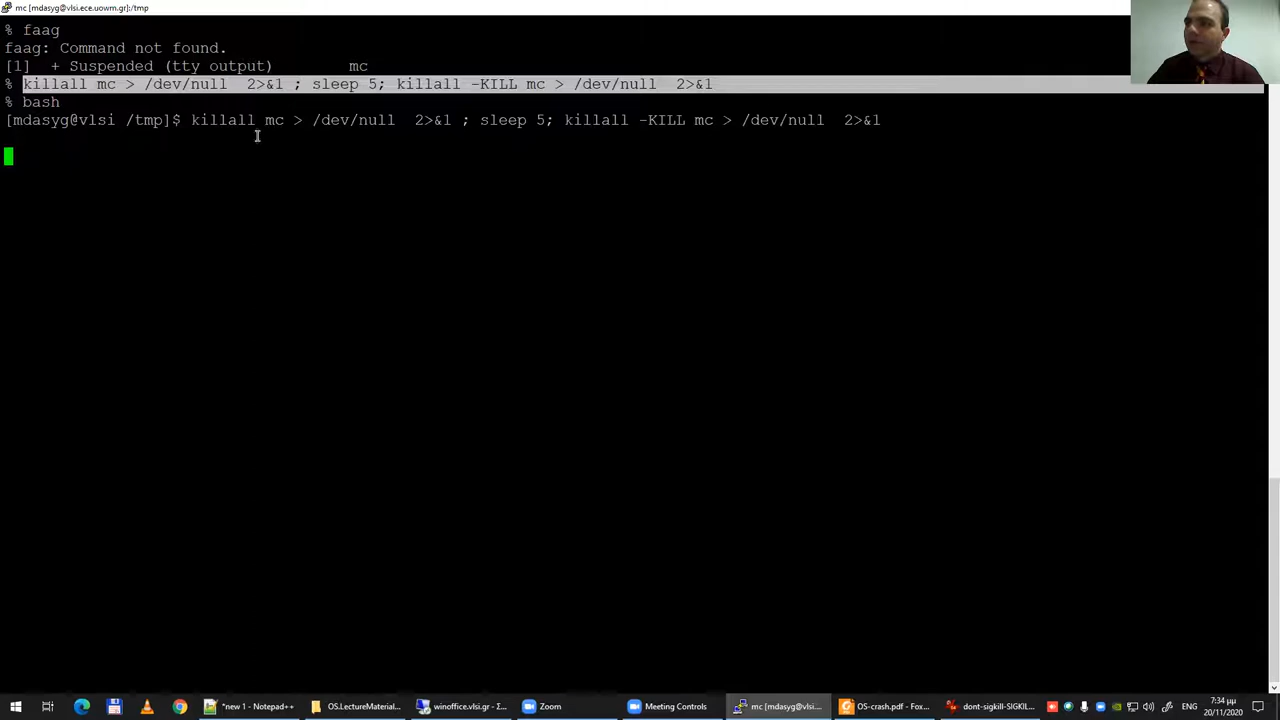 mc [mdasyg@vlsi.ece.uowm.gr]:/tmp
% faag
faag: Command not found.
[1]  + Suspended (tty output)        mc
% killall mc > /dev/null  2>&1 ; sleep 5; killall -KILL mc > /dev/null  2>&1
% bash
[mdasyg@vlsi /tmp]$ killall mc > /dev/null  2>&1 ; sleep 5; killall -KILL mc > /dev/null  2>&1
*new 1 - Notepad++
OS.LectureMaterial...
winoffice.vlsi.gr - Σ...
Zoom
Meeting Controls
mc [mdasyg@vlsi....
OS-crash.pdf - Fox...
dont-sigkill-SIGKIL...
ΕΝG
7:34 μμ
20/11/2020